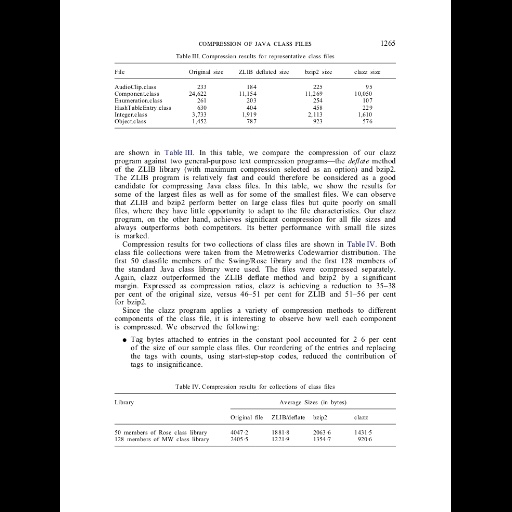 COMPRESSION OF JAVA CLASS FILES 1265
Table III. Compression results for representative class files
File Original size ZLIB deflated size bzip2 size clazz size
AudioClip.class 233 184 225 95
Component.class 24,622 11,154 11,269 10,050
Enumeration.class 261 203 254 107
HashTableEntry.class 630 404 458 229
Integer.class 3,733 1,919 2,113 1,610
Object.class 1,452 787 923 576
are shown in Table III. In this table, we compare the compression of our clazz
program against two general-purpose text compression programs—the deflate method
of the ZLIB library (with maximum compression selected as an option) and bzip2.
The ZLIB program is relatively fast and could therefore be considered as a good
candidate for compressing Java class files. In this table, we show the results for
some of the largest files as well as for some of the smallest files. We can observe
that ZLIB and bzip2 perform better on large class files but quite poorly on small
files, where they have little opportunity to adapt to the file characteristics. Our clazz
program, on the other hand, achieves significant compression for all file sizes and
always outperforms both competitors. Its better performance with small file sizes
is marked.
Compression results for two collections of class files are shown in Table IV. Both
class file collections were taken from the Metrowerks Codewarrior distribution. The
first 50 classfile members of the Swing/Rose library and the first 128 members of
the standard Java class library were used. The files were compressed separately.
Again, clazz outperformed the ZLIB deflate method and bzip2 by a significant
margin. Expressed as compression ratios, clazz is achieving a reduction to 35–38
per cent of the original size, versus 46–51 per cent for ZLIB and 51–56 per cent
for bzip2.
Since the clazz program applies a variety of compression methods to different
components of the class file, it is interesting to observe how well each component
is compressed. We observed the following:
● Tag bytes attached to entries in the constant pool accounted for 2–6 per cent
of the size of our sample class files. Our reordering of the entries and replacing
the tags with counts, using start-step-stop codes, reduced the contribution of
tags to insignificance.
Table IV. Compression results for collections of class files
Library Average Sizes (in bytes)
Original file ZLIB/deflate bzip2 clazz
50 members of Rose class library 4047·2 1881·8 2063·6 1431·5
128 members of MW class library 2405·5 1221·9 1354·7 920·6